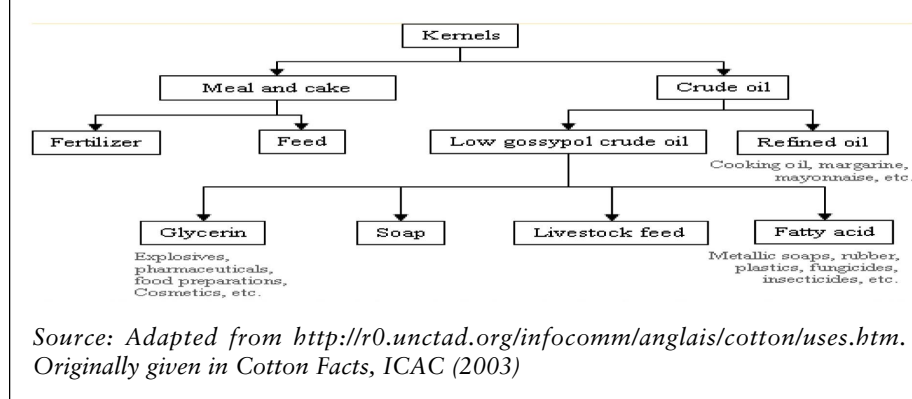 Kernels
Meal and cake
Crude oil
Fertilizer
Feed
Low gossypol crude oil
Refined oil
Cooking oil, margarine,
mayonnaise, etc.
Glycerin
Soap
Livestock feed
Fatty acid
Explosives,
pharmaceuticals,
food preparations,
Cosmetics, etc.
Metallic soaps, rubber,
plastics, fungicides,
insecticides, etc.
Source: Adapted from http://r0.unctad.org/infocomm/anglais/cotton/uses.htm.
Originally given in Cotton Facts, ICAC (2003)